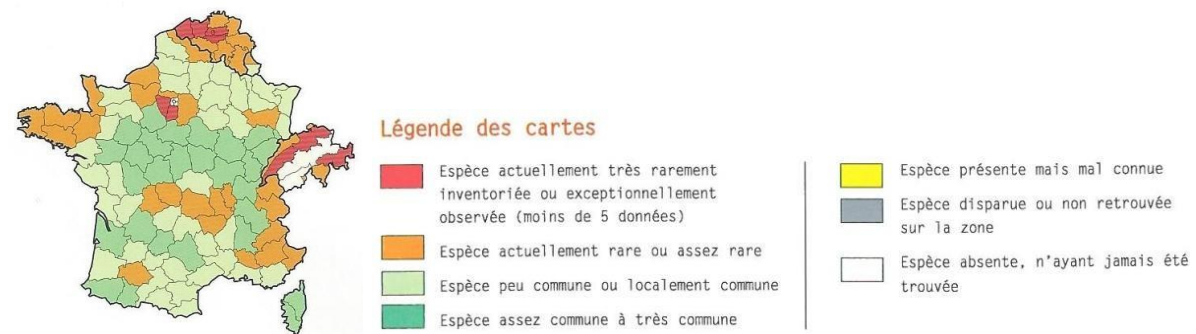 Légende des cartes
Espèce actuellement très rarement
inventoriée ou exceptionnellement
observée (moins de 5 données)
Espèce actuellement rare ou assez rare
Espèce peu commune ou localement commune
Espèce assez commune à très commune
Espèce présente mais mal connue
Espèce disparue ou non retrouvée
sur la zone
Espèce absente, n'ayant jamais été
trouvée